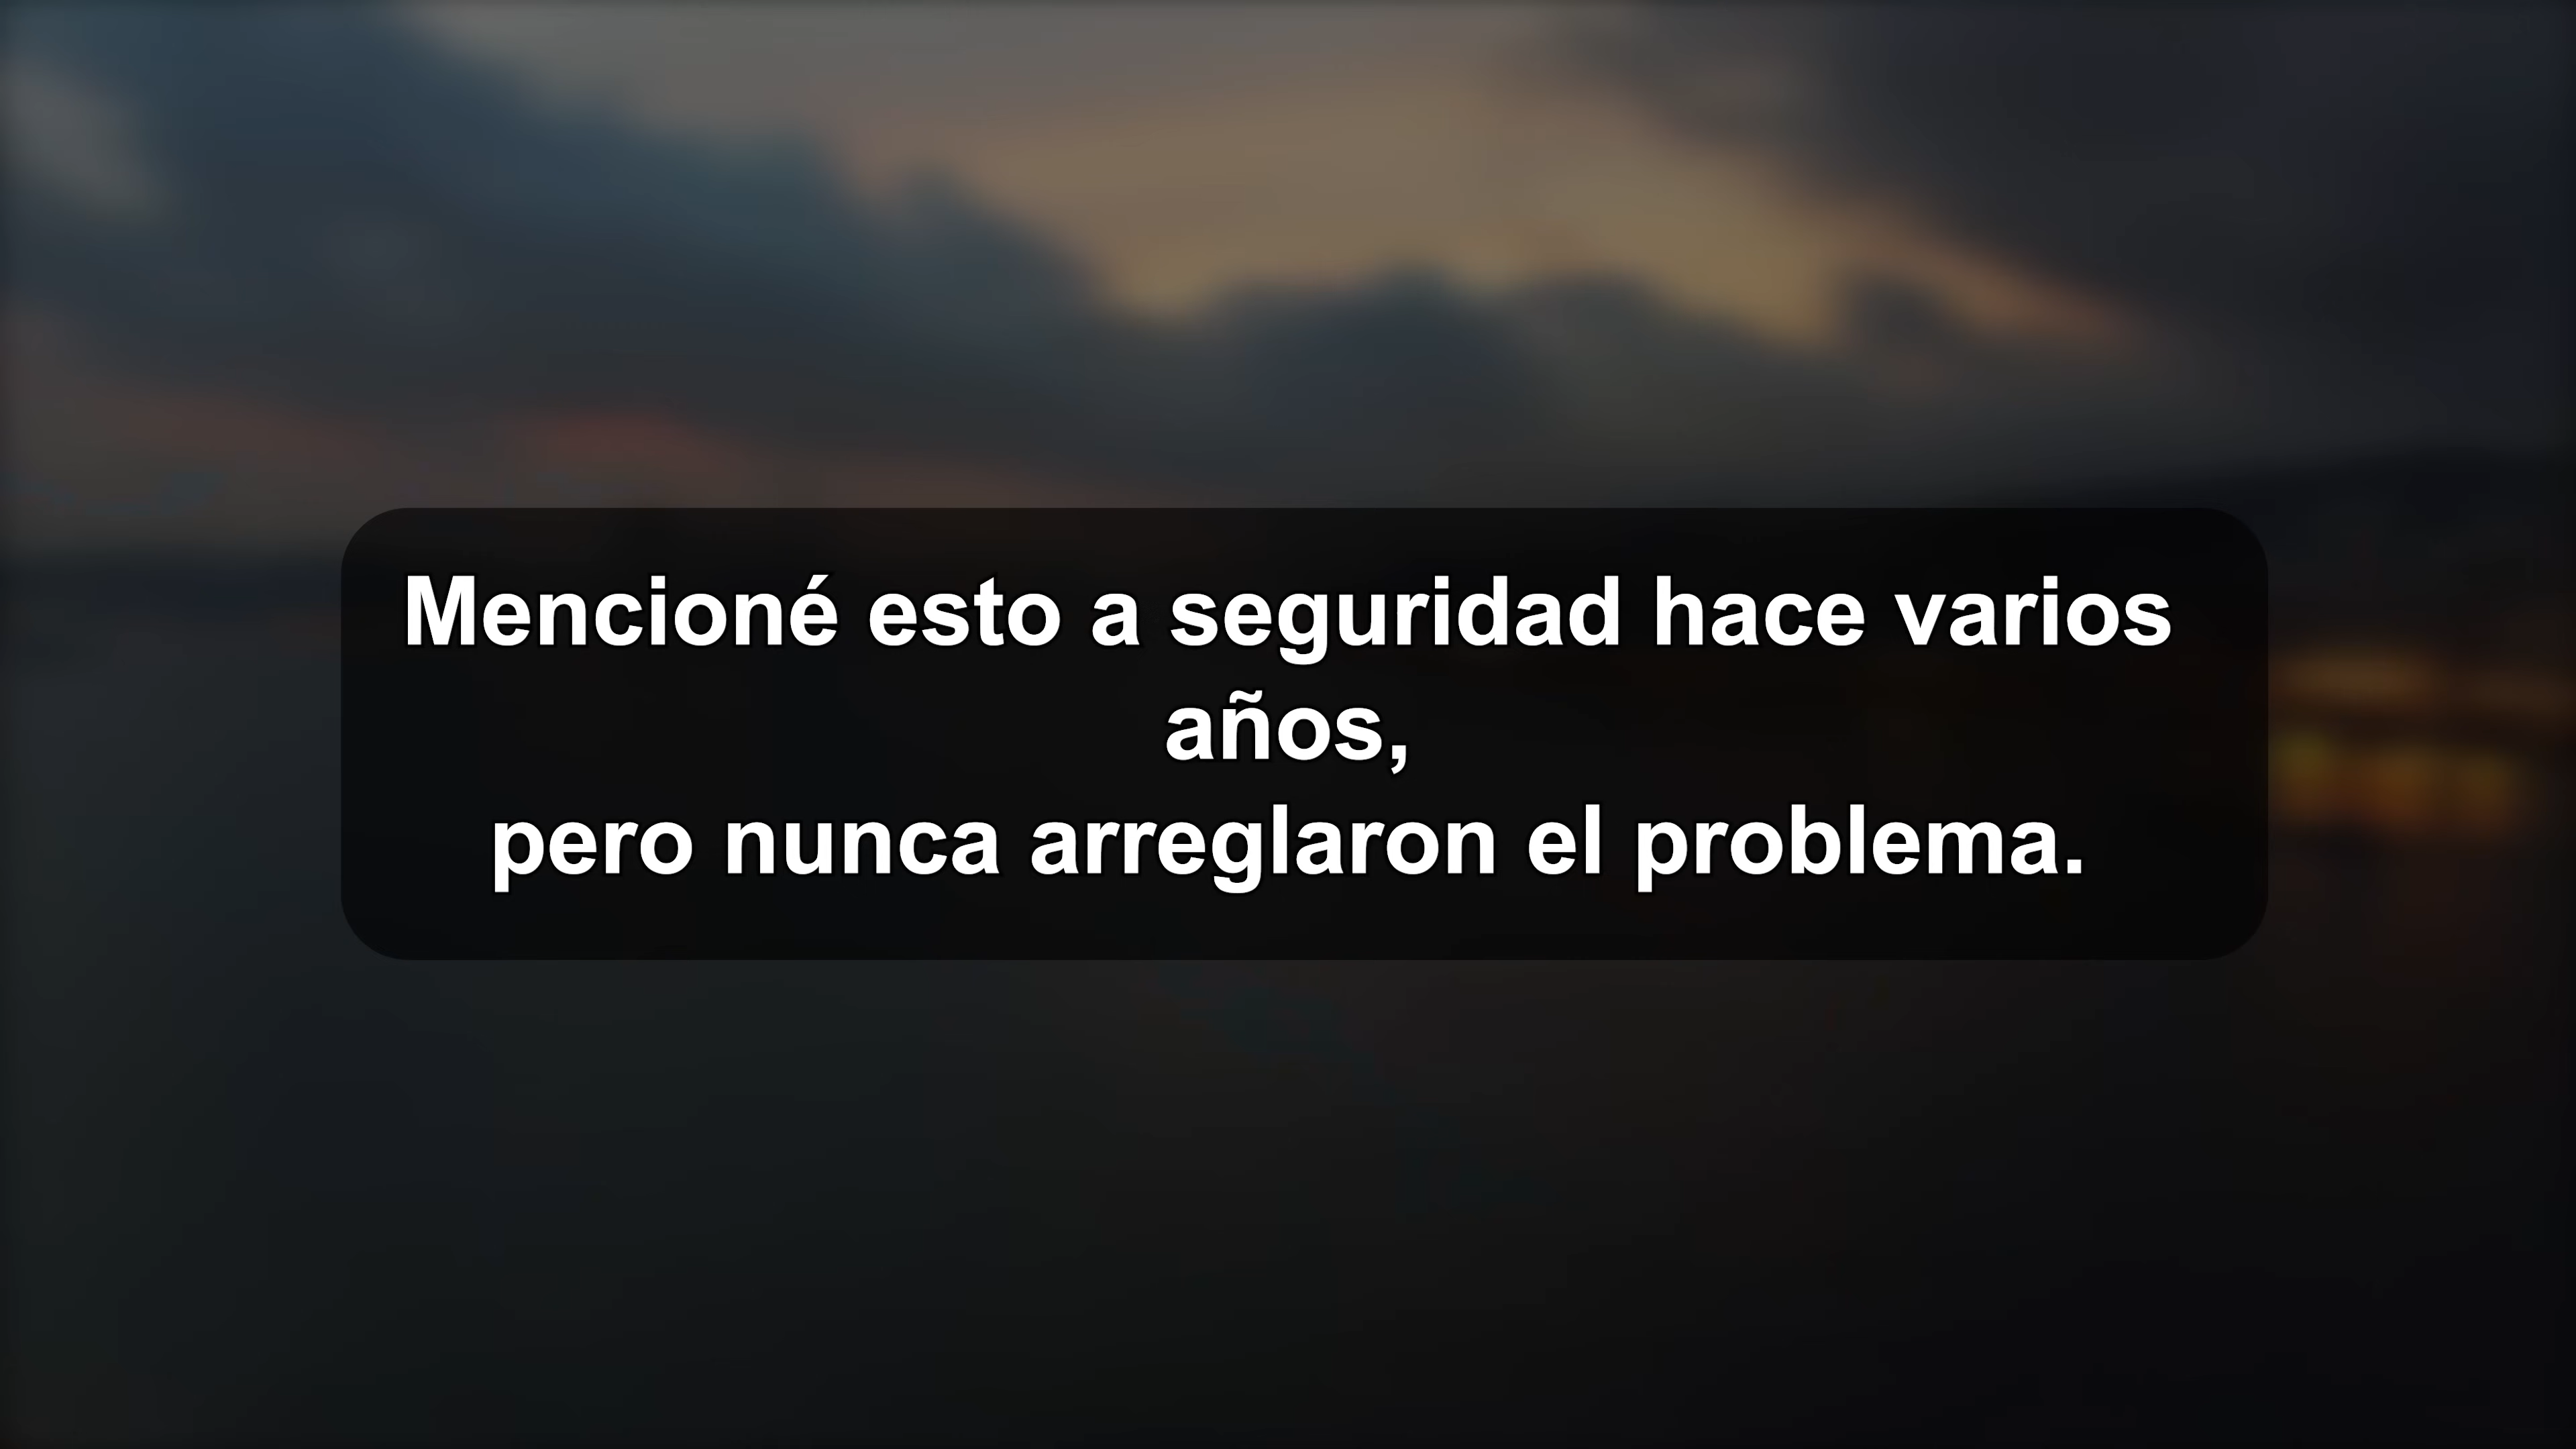 Mencioné esto a seguridad hace varios
años,
pero nunca arreglaron el problema.